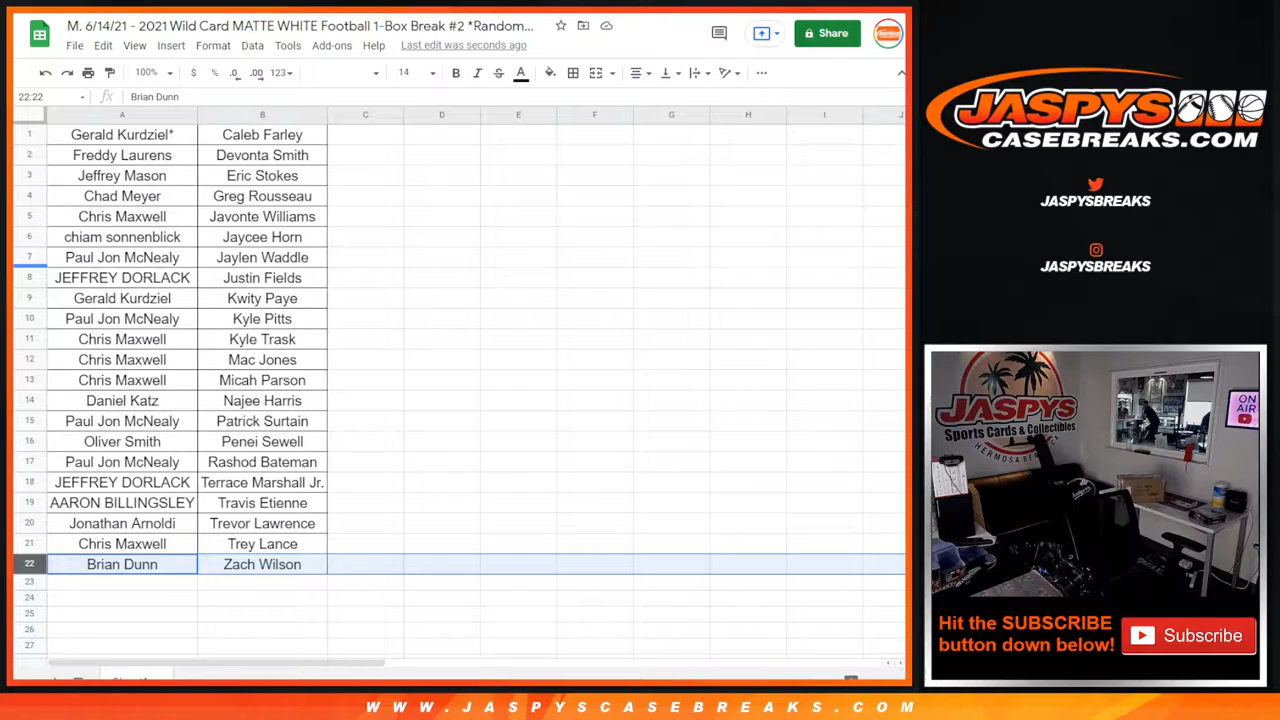 M. 6/14/21 - 2021 Wild Card MATTE WHITE Football 1-Box Break #2 *Random...
File Edit View Insert Format Data Tools Add-ons Help Last edit was seconds ago
Share
100% $ % .0 .00 123 14 B I S A
22:22 fx Brian Dunn
A B C D E F G H I J
1 Gerald Kurdziel* Caleb Farley
2 Freddy Laurens Devonta Smith
3 Jeffrey Mason Eric Stokes
4 Chad Meyer Greg Rousseau
5 Chris Maxwell Javonte Williams
6 chiam sonnenblick Jaycee Horn
7 Paul Jon McNealy Jaylen Waddle
8 JEFFREY DORLACK Justin Fields
9 Gerald Kurdziel Kwity Paye
10 Paul Jon McNealy Kyle Pitts
11 Chris Maxwell Kyle Trask
12 Chris Maxwell Mac Jones
13 Chris Maxwell Micah Parson
14 Daniel Katz Najee Harris
15 Paul Jon McNealy Patrick Surtain
16 Oliver Smith Penei Sewell
17 Paul Jon McNealy Rashod Bateman
18 JEFFREY DORLACK Terrace Marshall Jr.
19 AARON BILLINGSLEY Travis Etienne
20 Jonathan Arnoldi Trevor Lawrence
21 Chris Maxwell Trey Lance
22 Brian Dunn Zach Wilson
23
24
25
26
27
JASPYS
CASEBREAKS.COM
JASPYSBREAKS
JASPYSBREAKS
JASPYS
Sports Cards & Collectibles
HERMOSA BEACH
ON
AIR
Hit the SUBSCRIBE
button down below!
Subscribe
WWW.JASPYSCASEBREAKS.COM